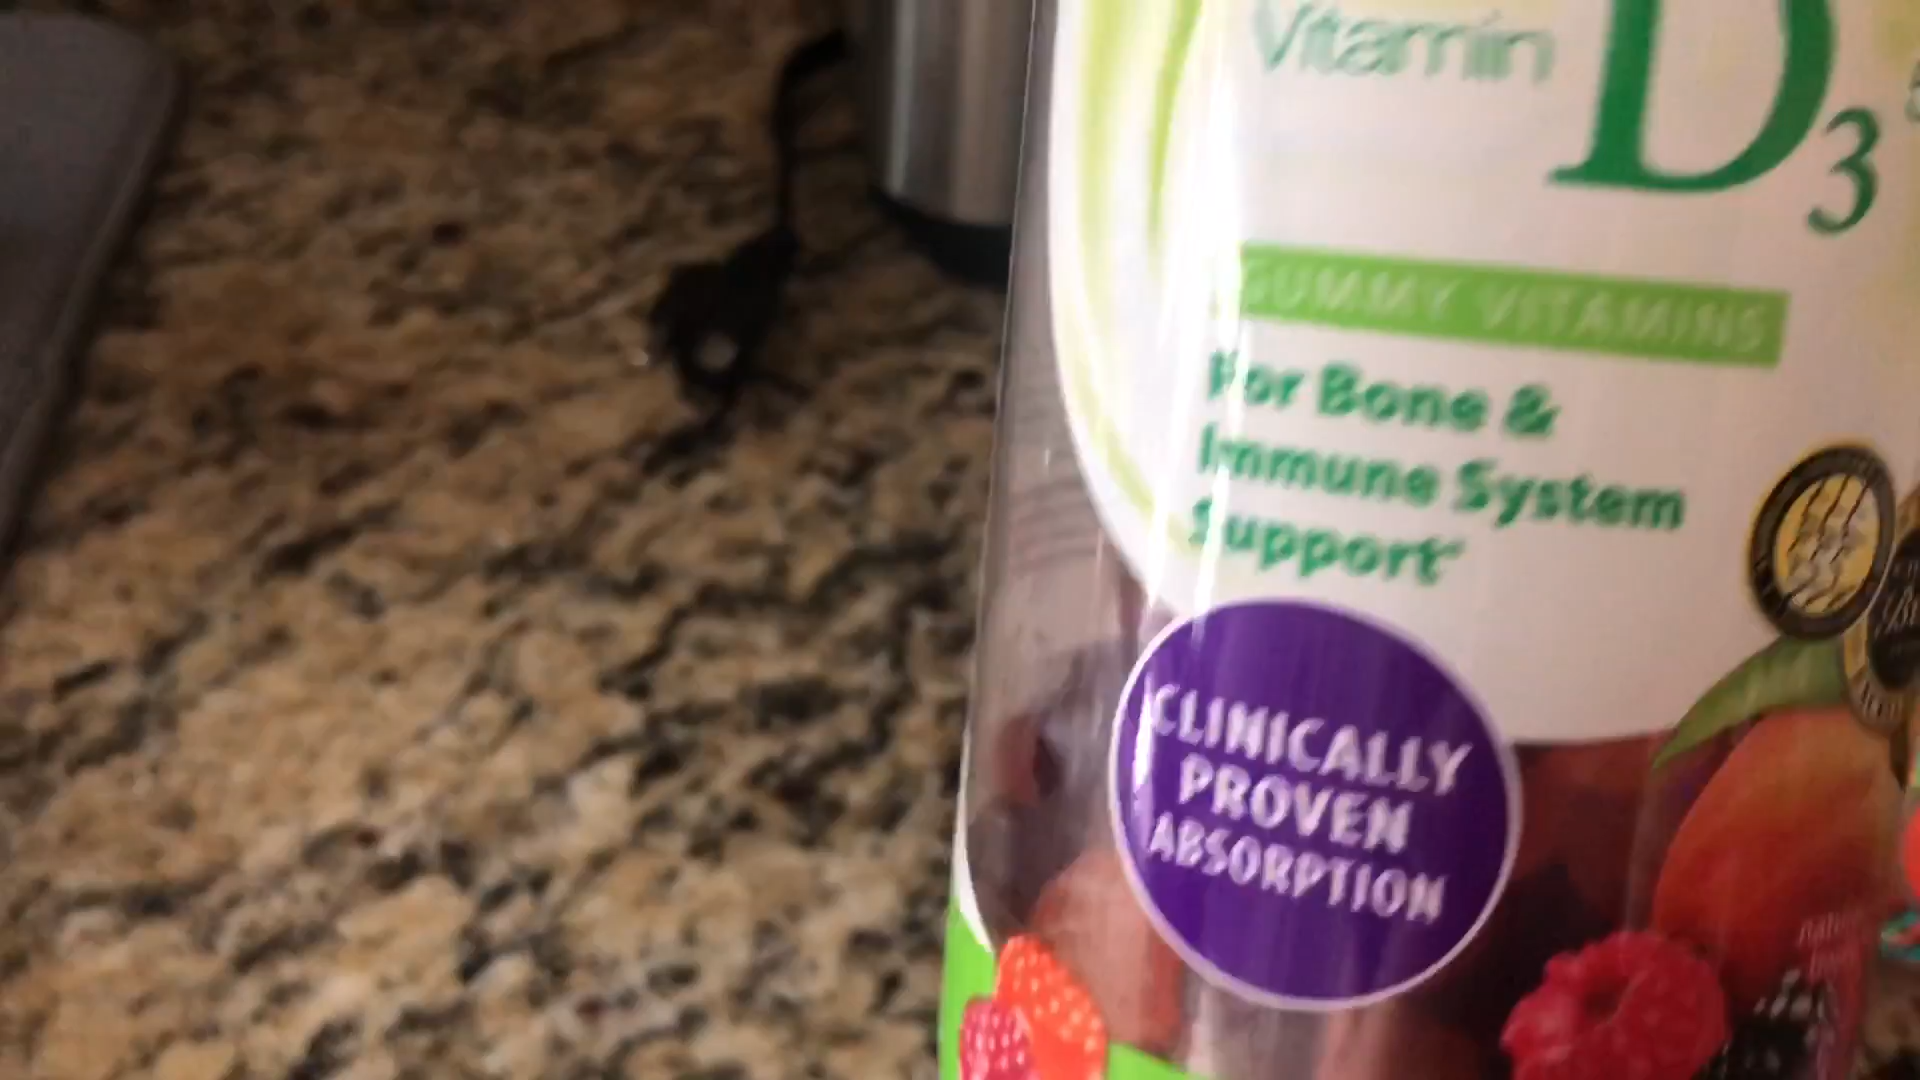 Vitamin D3
GUMMY VITAMINS
For Bone &
Immune System
Support*
CLINICALLY
PROVEN
ABSORPTION